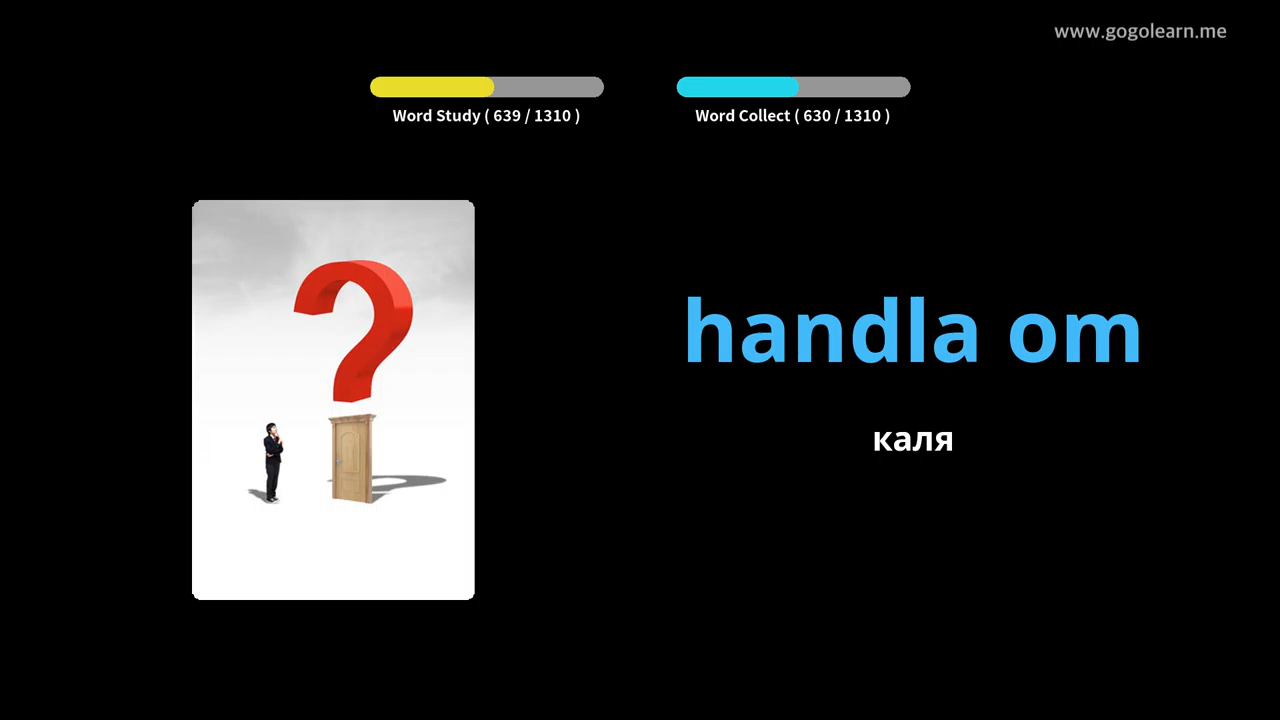 www.gogolearn.me
Word Study ( 639 / 1310 )
Word Collect ( 630 / 1310 )
handla om
каля